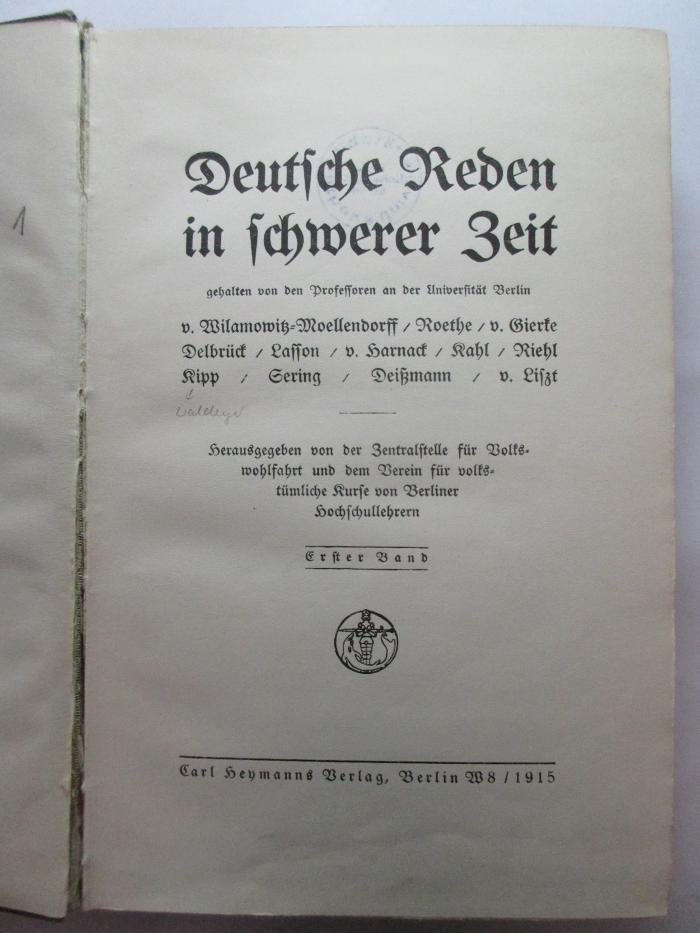 1
Deutſche Reden
in ſchwerer Zeit
gehalten von den Profeſſoren an der Univerſität Berlin
v. Wilamowitz-Moellendorff / Roethe / v. Gierke
Delbrück / Laſſon / v. Harnack / Kahl / Riehl
Kipp / Sering / Deißmann / v. Liſzt
Herausgegeben von der Zentralſtelle für Volks-
wohlfahrt und dem Verein für volks-
tümliche Kurſe von Berliner
Hochſchullehrern
Erſter Band
Carl Heymanns Verlag, Berlin W8 / 1915